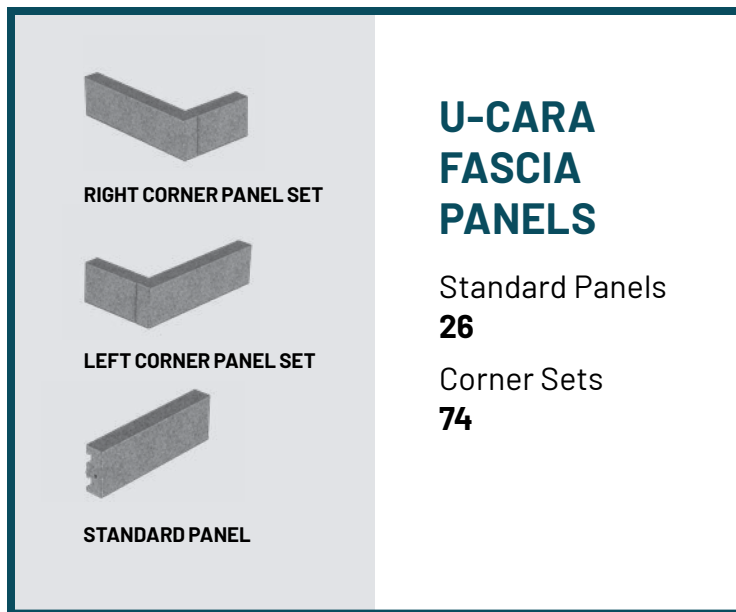 RIGHT CORNER PANEL SET
LEFT CORNER PANEL SET
STANDARD PANEL
U-CARA
FASCIA
PANELS
Standard Panels
26
Corner Sets
74